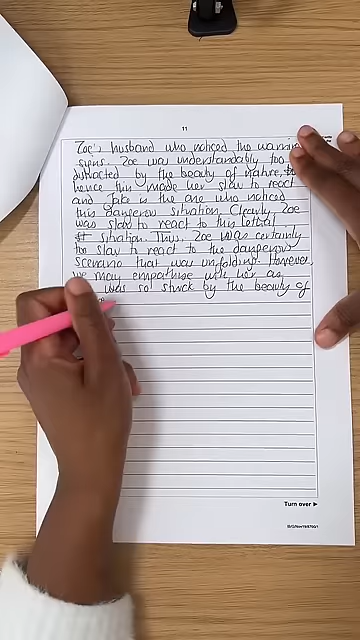 11
Zoe's husband who noticed the warning
signs. Zoe was understandably too
distracted by the beauty of nature,
hence this made her slow to react
and Jake is the one who noticed
this dangerous situation. Clearly, Zoe
was slow to react to this lethal
situation. Thus, Zoe was certainly
too slow to react to the dangerous
scenario that was unfolding. However,
we may empathise with her as
was so struck by the beauty of
Turn over ►
IB/G/Nov19/8700/1